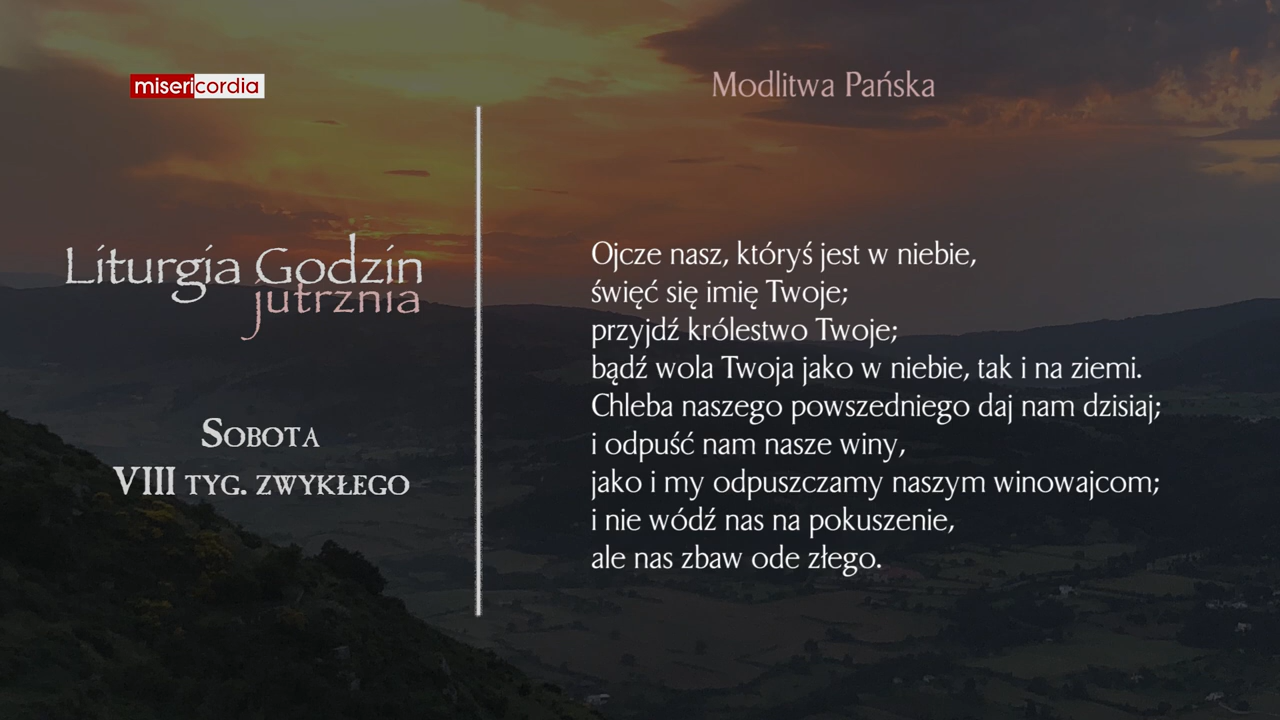 misericordia
Liturgia Godzin
jutrznia
Sobota
VIII tyg. zwykłego
Modlitwa Pańska
Ojcze nasz, któryś jest w niebie,
święć się imię Twoje;
przyjdź królestwo Twoje;
bądź wola Twoja jako w niebie, tak i na ziemi.
Chleba naszego powszedniego daj nam dzisiaj;
i odpuść nam nasze winy,
jako i my odpuszczamy naszym winowajcom;
i nie wódź nas na pokuszenie,
ale nas zbaw ode złego.